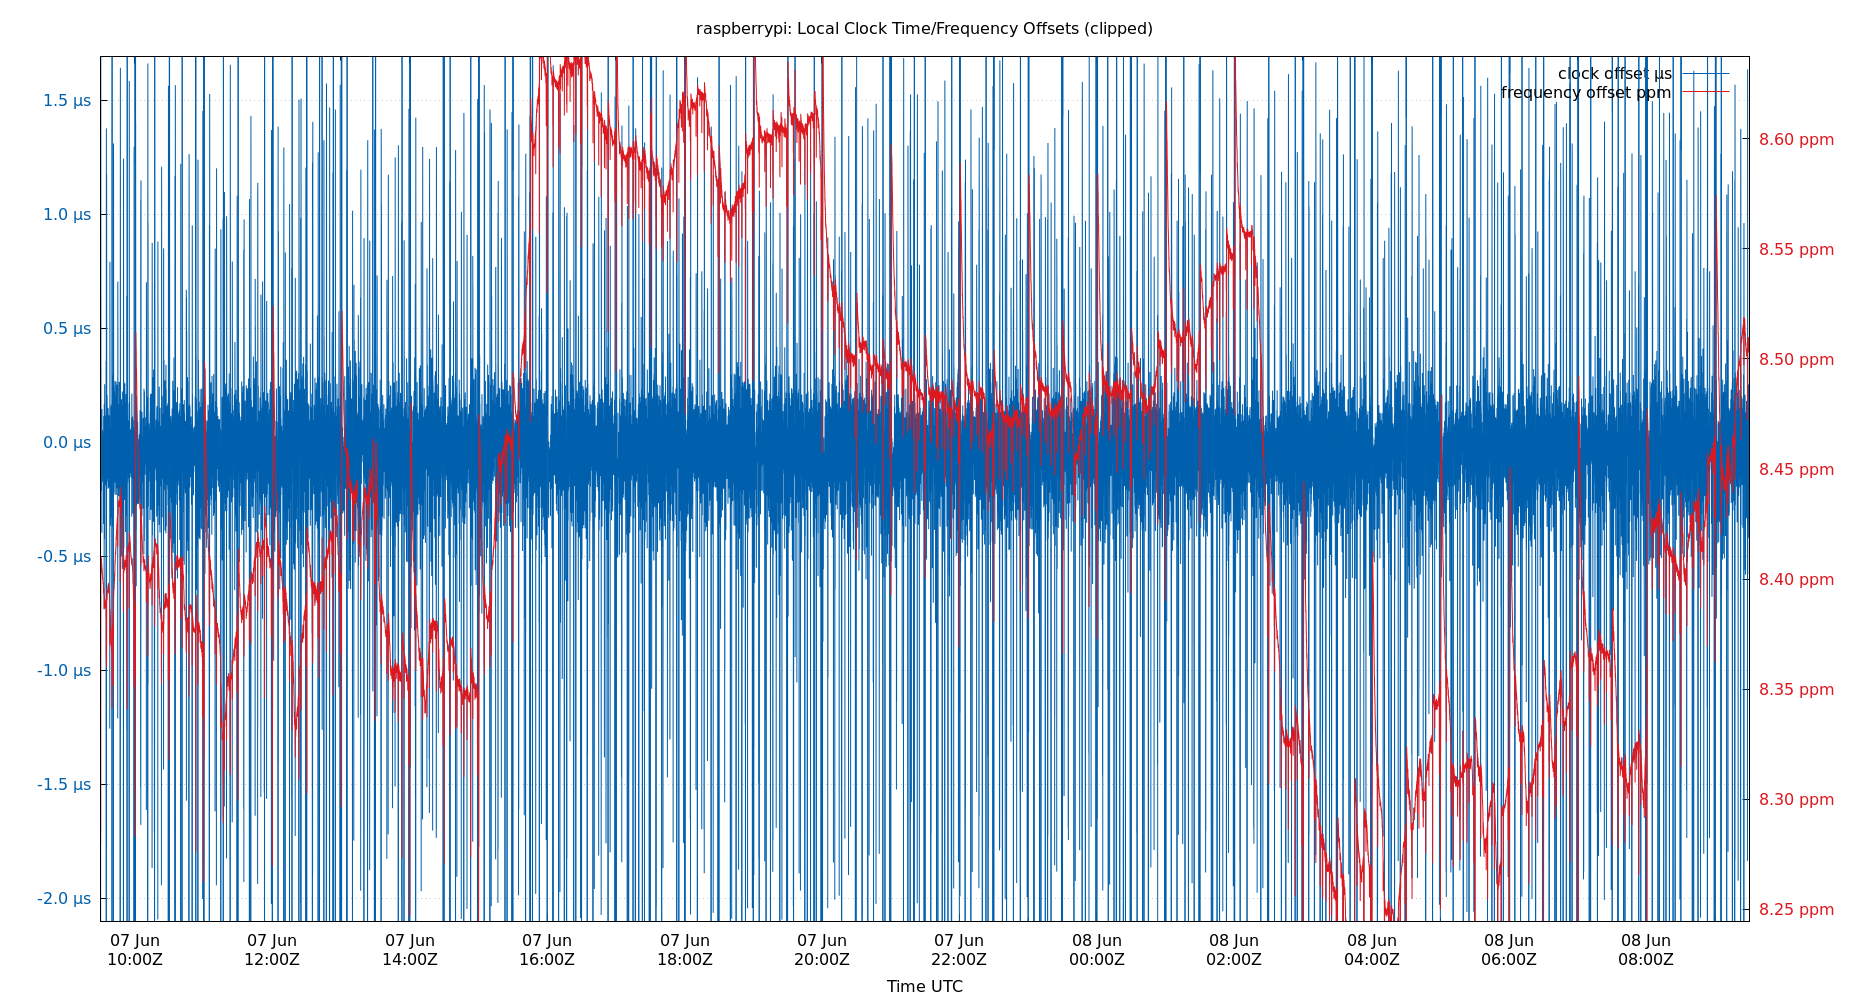 raspberrypi: Local Clock Time/Frequency Offsets (clipped)
clock offset µs
frequency offset ppm
1.5 µs
1.0 µs
0.5 µs
0.0 µs
-0.5 µs
-1.0 µs
-1.5 µs
-2.0 µs
8.60 ppm
8.55 ppm
8.50 ppm
8.45 ppm
8.40 ppm
8.35 ppm
8.30 ppm
8.25 ppm
07 Jun 07 Jun 07 Jun 07 Jun 07 Jun 07 Jun 07 Jun 08 Jun 08 Jun 08 Jun 08 Jun 08 Jun
10:00Z 12:00Z 14:00Z 16:00Z 18:00Z 20:00Z 22:00Z 00:00Z 02:00Z 04:00Z 06:00Z 08:00Z
Time UTC